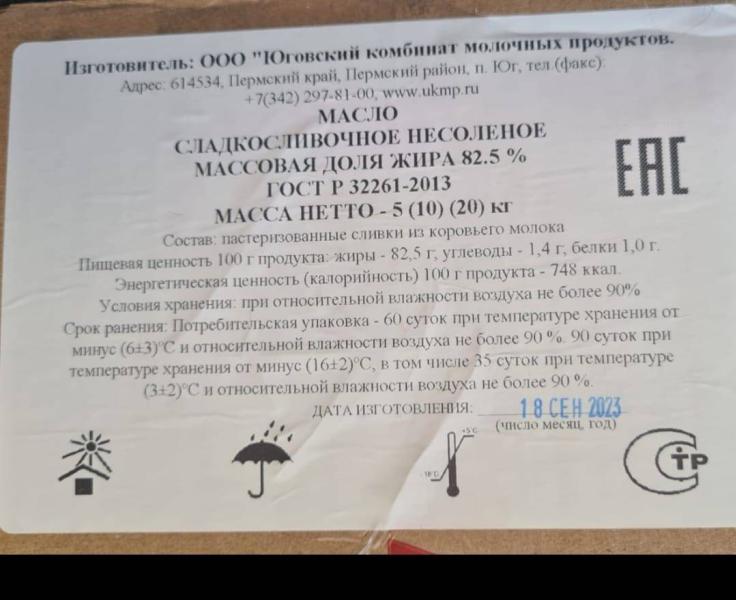 Изготовитель: ООО "Юговский комбинат молочных продуктов.
Адрес: 614534, Пермский край, Пермский район, п. Юг, тел.(факс):
+7(342) 297-81-00, www.ukmp.ru
МАСЛО
СЛАДКОСЛИВОЧНОЕ НЕСОЛЕНОЕ
МАССОВАЯ ДОЛЯ ЖИРА 82.5 %
ГОСТ Р 32261-2013
МАССА НЕТТО - 5 (10) (20) кг
EAC
Состав: пастеризованные сливки из коровьего молока
Пищевая ценность 100 г продукта: жиры - 82,5 г, углеводы - 1,4 г, белки 1,0 г.
Энергетическая ценность (калорийность) 100 г продукта - 748 ккал.
Условия хранения: при относительной влажности воздуха не более 90%
Срок ранения: Потребительская упаковка - 60 суток при температуре хранения от
минус (6±3)°С и относительной влажности воздуха не более 90 %. 90 суток при
температуре хранения от минус (16±2)°С, в том числе 35 суток при температуре
(3±2)°С и относительной влажности воздуха не более 90 %.
ДАТА ИЗГОТОВЛЕНИЯ: 18 СЕН 2023
(число месяц, год)
+5°C
-18°C
СТР